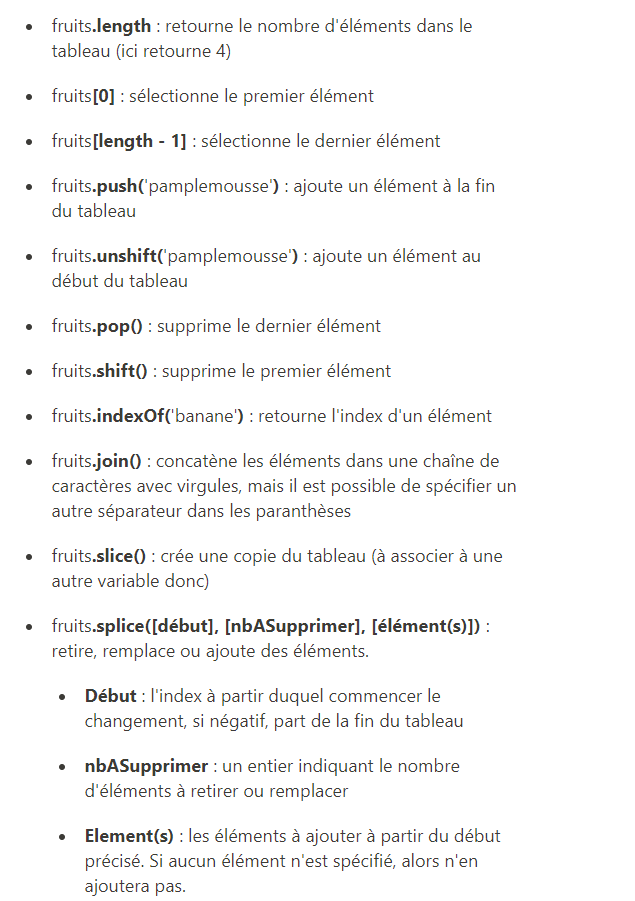 fruits.length : retourne le nombre d'éléments dans le
tableau (ici retourne 4)
fruits[0] : sélectionne le premier élément
fruits[length - 1] : sélectionne le dernier élément
fruits.push('pamplemousse') : ajoute un élément à la fin
du tableau
fruits.unshift('pamplemousse') : ajoute un élément au
début du tableau
fruits.pop() : supprime le dernier élément
fruits.shift() : supprime le premier élément
fruits.indexOf('banane') : retourne l'index d'un élément
fruits.join() : concatène les éléments dans une chaîne de
caractères avec virgules, mais il est possible de spécifier un
autre séparateur dans les paranthèses
fruits.slice() : crée une copie du tableau (à associer à une
autre variable donc)
fruits.splice([début], [nbASupprimer], [élément(s)]) :
retire, remplace ou ajoute des éléments.
Début : l'index à partir duquel commencer le
changement, si négatif, part de la fin du tableau
nbASupprimer : un entier indiquant le nombre
d'éléments à retirer ou remplacer
Element(s) : les éléments à ajouter à partir du début
précisé. Si aucun élément n'est spécifié, alors n'en
ajoutera pas.